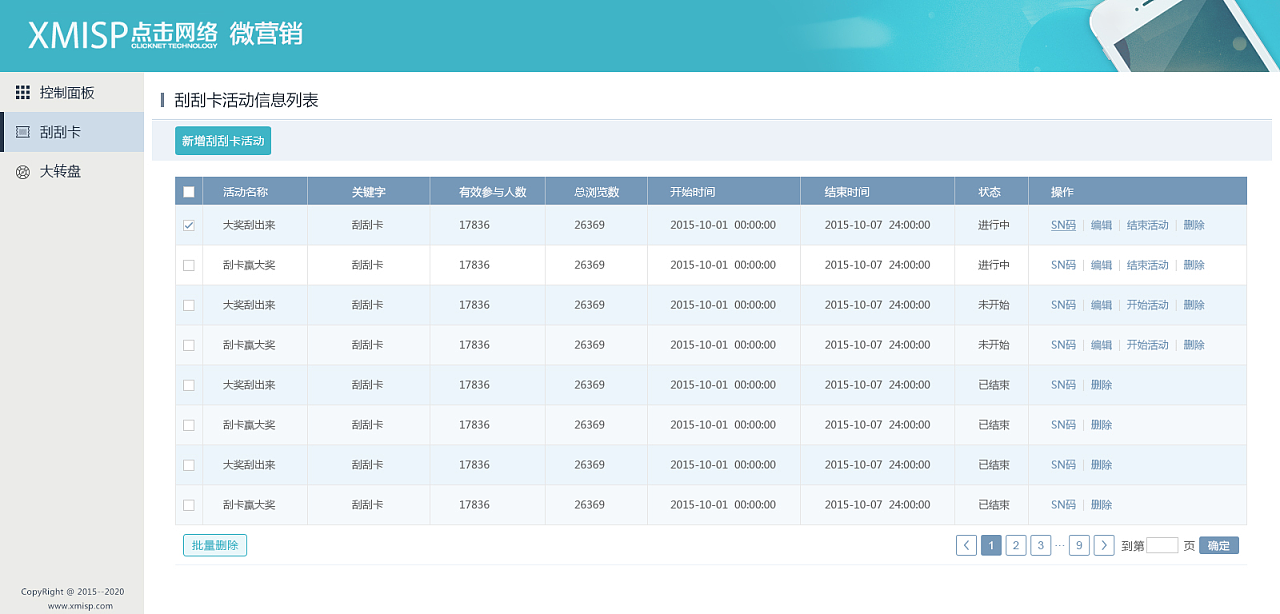 XMISP点击网络 微营销
CLICKNET TECHNOLOGY
控制面板
刮刮卡
大转盘
刮刮卡活动信息列表
新增刮刮卡活动
活动名称 关键字 有效参与人数 总浏览数 开始时间 结束时间 状态 操作
大奖刮出来 刮刮卡 17836 26369 2015-10-01 00:00:00 2015-10-07 24:00:00 进行中 SN码 | 编辑 | 结束活动 | 删除
刮卡赢大奖 刮刮卡 17836 26369 2015-10-01 00:00:00 2015-10-07 24:00:00 进行中 SN码 | 编辑 | 结束活动 | 删除
大奖刮出来 刮刮卡 17836 26369 2015-10-01 00:00:00 2015-10-07 24:00:00 未开始 SN码 | 编辑 | 开始活动 | 删除
刮卡赢大奖 刮刮卡 17836 26369 2015-10-01 00:00:00 2015-10-07 24:00:00 未开始 SN码 | 编辑 | 开始活动 | 删除
大奖刮出来 刮刮卡 17836 26369 2015-10-01 00:00:00 2015-10-07 24:00:00 已结束 SN码 | 删除
刮卡赢大奖 刮刮卡 17836 26369 2015-10-01 00:00:00 2015-10-07 24:00:00 已结束 SN码 | 删除
大奖刮出来 刮刮卡 17836 26369 2015-10-01 00:00:00 2015-10-07 24:00:00 已结束 SN码 | 删除
刮卡赢大奖 刮刮卡 17836 26369 2015-10-01 00:00:00 2015-10-07 24:00:00 已结束 SN码 | 删除
批量删除 < 1 2 3 ··· 9 > 到第 页 确定
CopyRight @ 2015--2020
www.xmisp.com